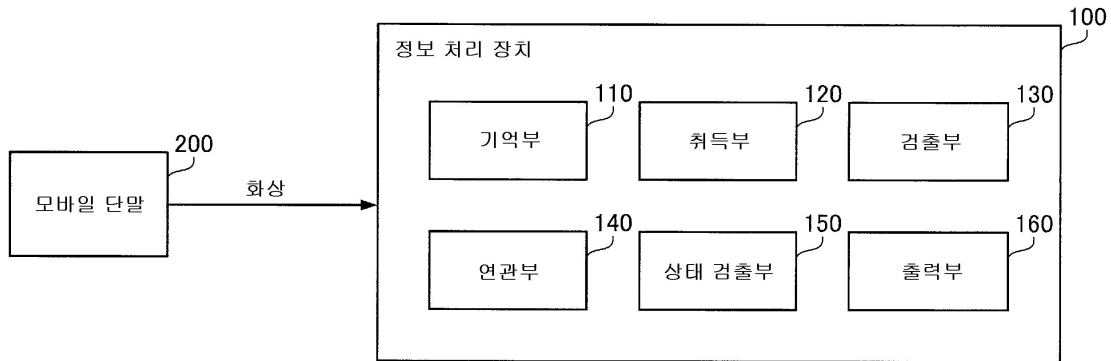 100
정보 처리 장치
110
120
130
기억부
취득부
검출부
200
모바일 단말
화상
140
150
160
연관부
상태 검출부
출력부